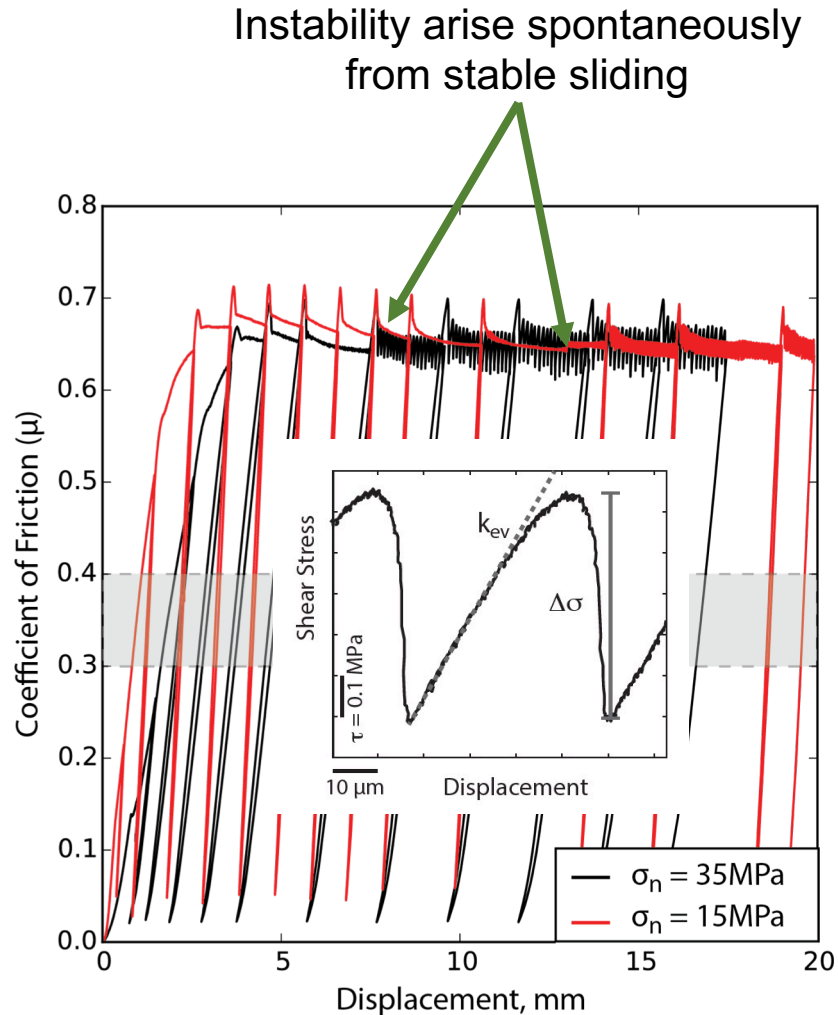 Instability arise spontaneously
from stable sliding
0.8
0.7
0.6
0.5
0.4
0.3
0.2
0.1
0.0
Coefficient of Friction (μ)
Shear Stress
k_ev
Δσ
τ = 0.1 MPa
10 μm
Displacement
σ_n = 35MPa
σ_n = 15MPa
0
5
10
15
20
Displacement, mm